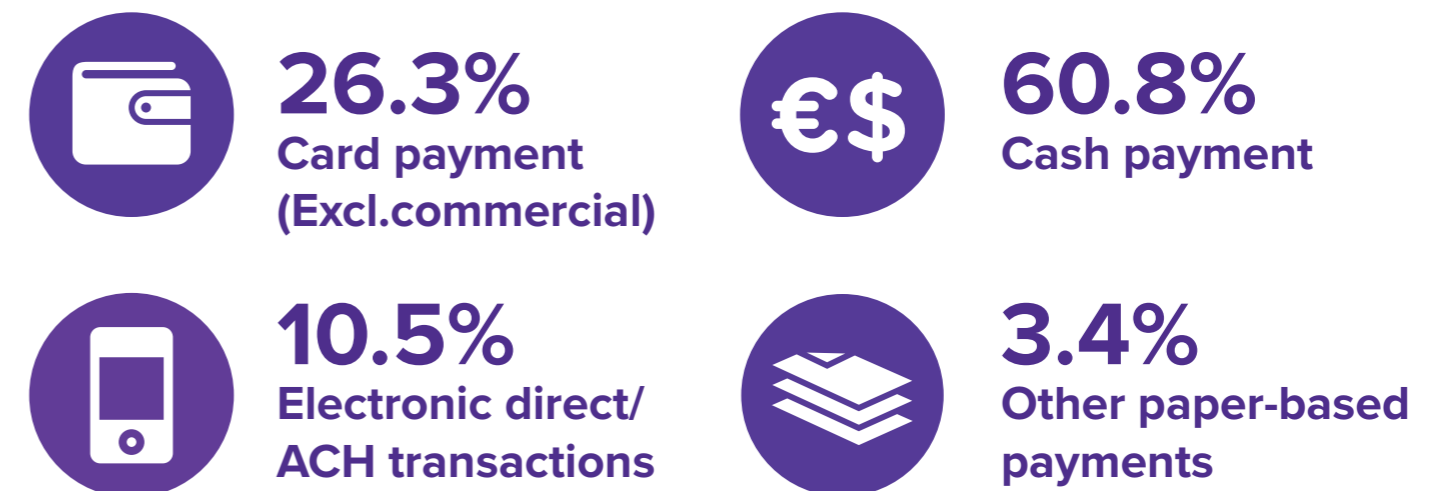 26.3%
Card payment
(Excl.commercial)
€$
60.8%
Cash payment
10.5%
Electronic direct/
ACH transactions
3.4%
Other paper-based
payments